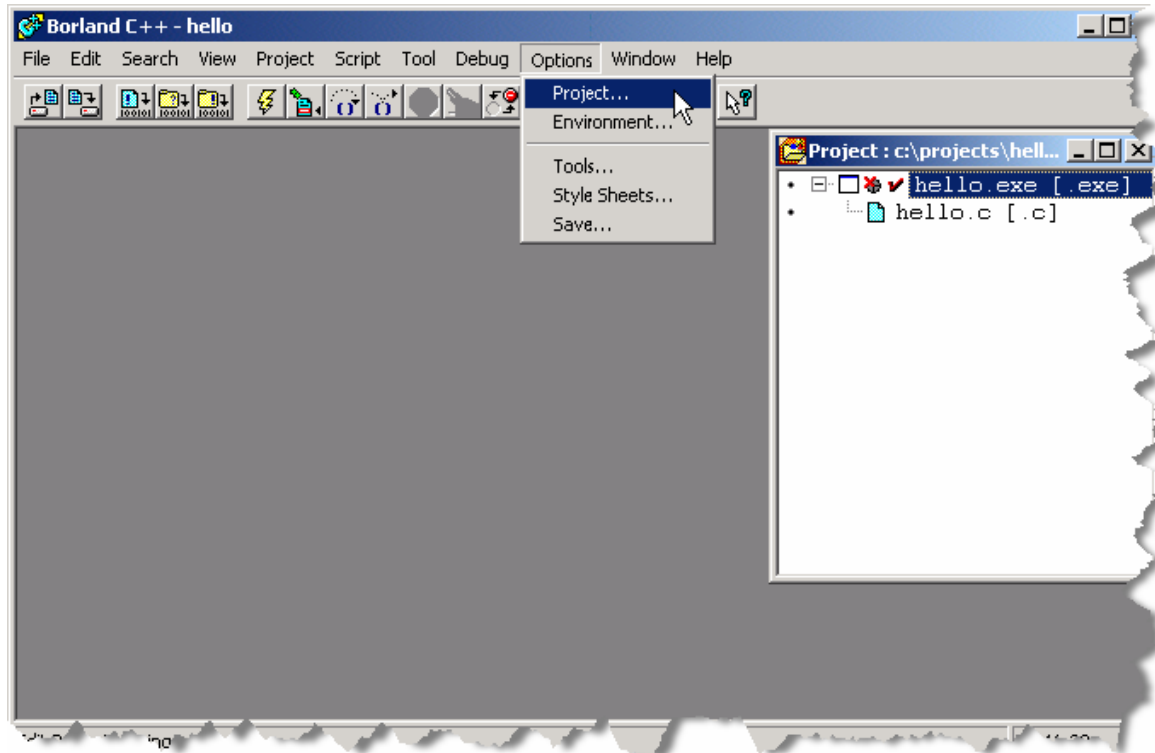 Borland C++ - hello
File Edit Search View Project Script Tool Debug Options Window Help
Project...
Environment...
Tools...
Style Sheets...
Save...
Project : c:\projects\hell...
hello.exe [.exe]
hello.c [.c]